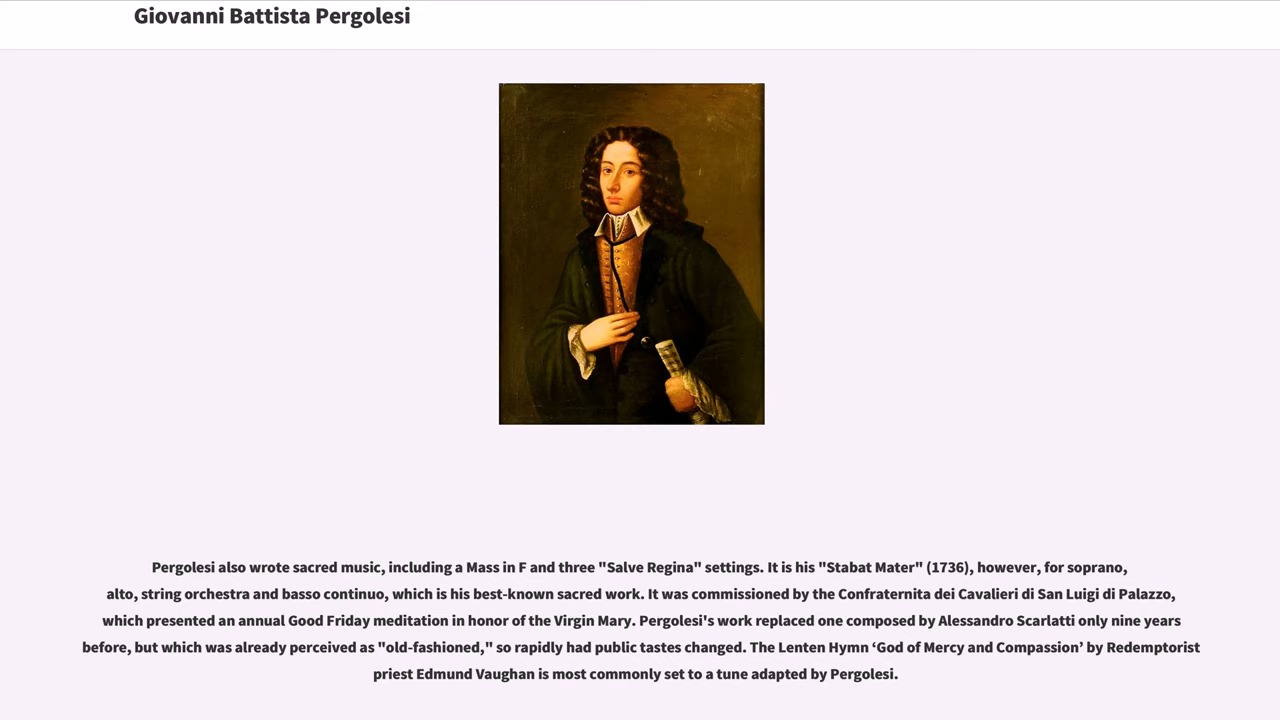 Giovanni Battista Pergolesi
Pergolesi also wrote sacred music, including a Mass in F and three "Salve Regina" settings. It is his "Stabat Mater" (1736), however, for soprano,
alto, string orchestra and basso continuo, which is his best-known sacred work. It was commissioned by the Confraternita dei Cavalieri di San Luigi di Palazzo,
which presented an annual Good Friday meditation in honor of the Virgin Mary. Pergolesi's work replaced one composed by Alessandro Scarlatti only nine years
before, but which was already perceived as "old-fashioned," so rapidly had public tastes changed. The Lenten Hymn ‘God of Mercy and Compassion’ by Redemptorist
priest Edmund Vaughan is most commonly set to a tune adapted by Pergolesi.